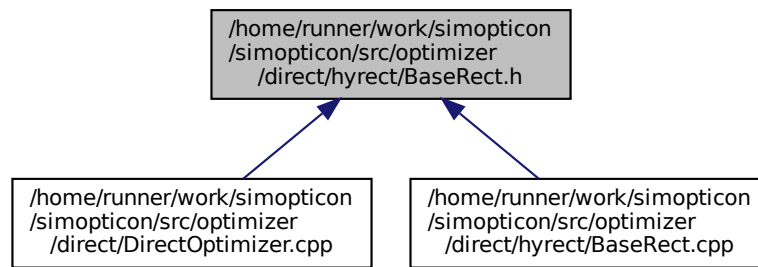 /home/runner/work/simopticon
/simopticon/src/optimizer
/direct/hyrect/BaseRect.h
/home/runner/work/simopticon
/simopticon/src/optimizer
/direct/DirectOptimizer.cpp
/home/runner/work/simopticon
/simopticon/src/optimizer
/direct/hyrect/BaseRect.cpp